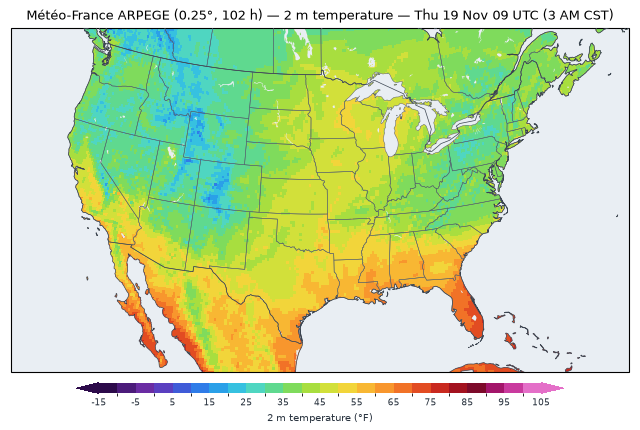 Météo-France ARPEGE (0.25°, 102 h) — 2 m temperature — Thu 19 Nov 09 UTC (3 AM CST)
-15 -5 5 15 25 35 45 55 65 75 85 95 105
2 m temperature (°F)